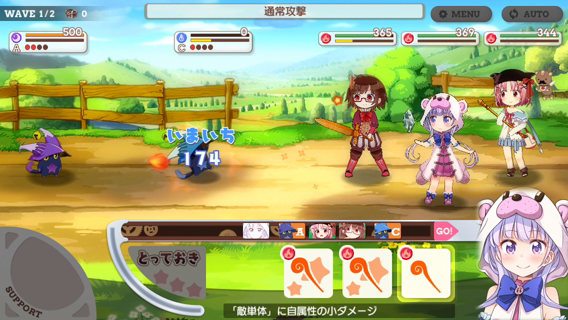 WAVE 1/2
0
通常攻撃
MENU
AUTO
500
A
0
C
365
369
344
いまいち
174
A
C
GO!
とっておき
SUPPORT
「敵単体」に自属性の小ダメージ